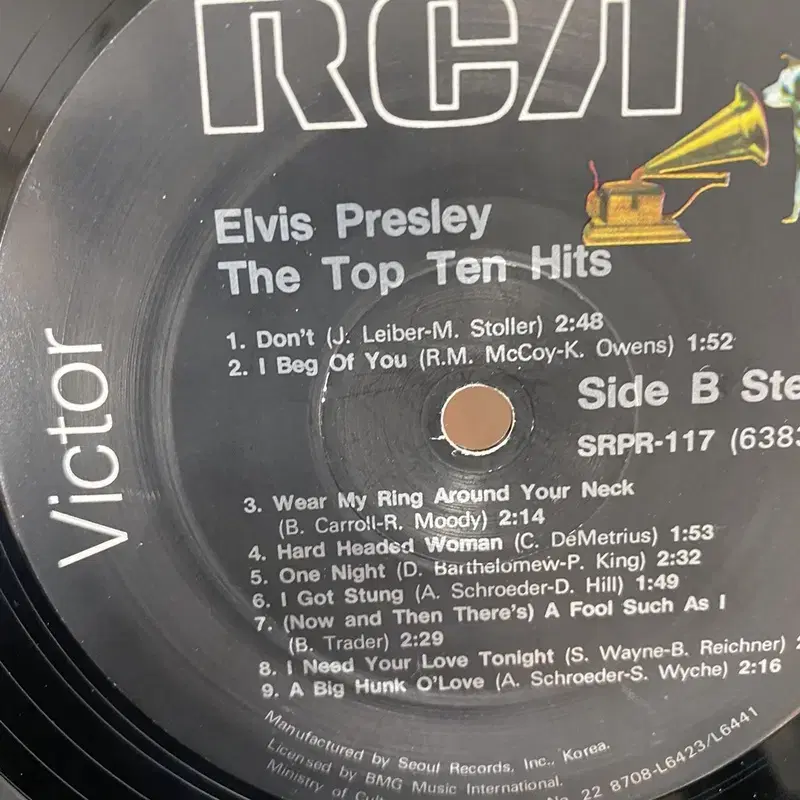 RCA
Victor
Elvis Presley
The Top Ten Hits
1. Don't (J. Leiber-M. Stoller) 2:48
2. I Beg Of You (R.M. McCoy-K. Owens) 1:52
Side B
SRPR-117 (6383
3. Wear My Ring Around Your Neck
(B. Carroll-R. Moody) 2:14
4. Hard Headed Woman (C. DéMetrius) 1:53
5. One Night (D. Barthelomew-P. King) 2:32
6. I Got Stung (A. Schroeder-D. Hill) 1:49
7. (Now and Then There's) A Fool Such As I
(B. Trader) 2:29
8. I Need Your Love Tonight (S. Wayne-B. Reichner)
9. A Big Hunk O'Love (A. Schroeder-S. Wyche) 2:16
Manufactured by Seoul Records, Inc., Korea.
Licensed by BMG Music International.
Ministry of 22 8708-L6423/L6441